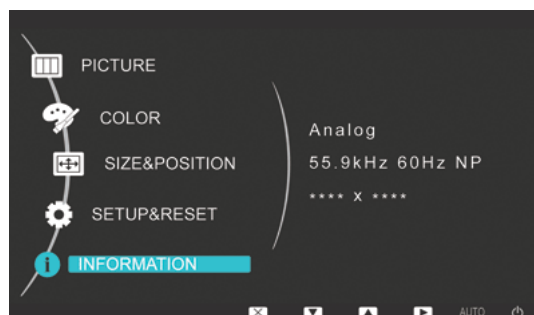 PICTURE
COLOR
SIZE&POSITION
SETUP&RESET
INFORMATION
Analog
55.9kHz 60Hz NP
**** x ****
AUTO